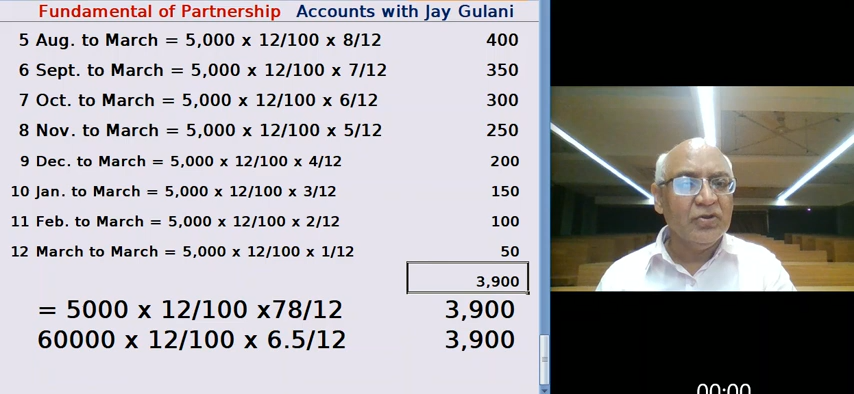 Fundamental of Partnership Accounts with Jay Gulani
5 Aug. to March = 5,000 x 12/100 x 8/12 400
6 Sept. to March = 5,000 x 12/100 x 7/12 350
7 Oct. to March = 5,000 x 12/100 x 6/12 300
8 Nov. to March = 5,000 x 12/100 x 5/12 250
9 Dec. to March = 5,000 x 12/100 x 4/12 200
10 Jan. to March = 5,000 x 12/100 x 3/12 150
11 Feb. to March = 5,000 x 12/100 x 2/12 100
12 March to March = 5,000 x 12/100 x 1/12 50
3,900
= 5000 x 12/100 x78/12 3,900
60000 x 12/100 x 6.5/12 3,900
00:00